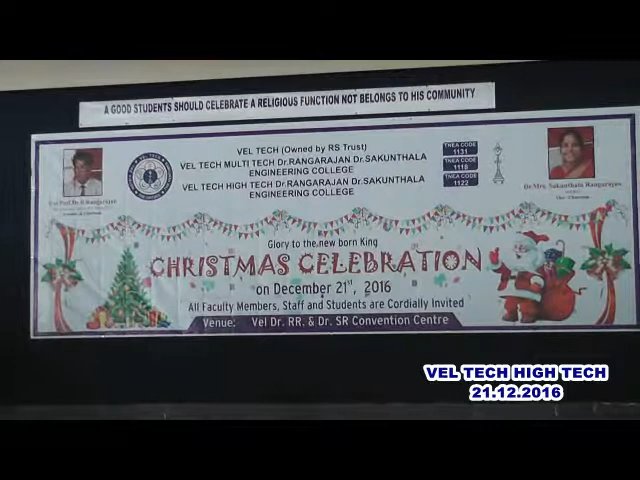 A GOOD STUDENTS SHOULD CELEBRATE A RELIGIOUS FUNCTION NOT BELONGS TO HIS COMMUNITY
VEL TECH (Owned by RS Trust)
VEL TECH MULTI TECH Dr.RANGARAJAN Dr.SAKUNTHALA
ENGINEERING COLLEGE
VEL TECH HIGH TECH Dr.RANGARAJAN Dr.SAKUNTHALA
ENGINEERING COLLEGE
TNEA CODE
1131
TNEA CODE
1118
TNEA CODE
1122
Vel Prof.Dr.R.Rangarajan
Dr.Mrs. Sakunthala Rangarajan
Glory to the new born King
CHRISTMAS CELEBRATION
on December 21st, 2016
All Faculty Members, Staff and Students are Cordially Invited
Venue: Vel Dr. RR. & Dr. SR Convention Centre
VEL TECH HIGH TECH
21.12.2016